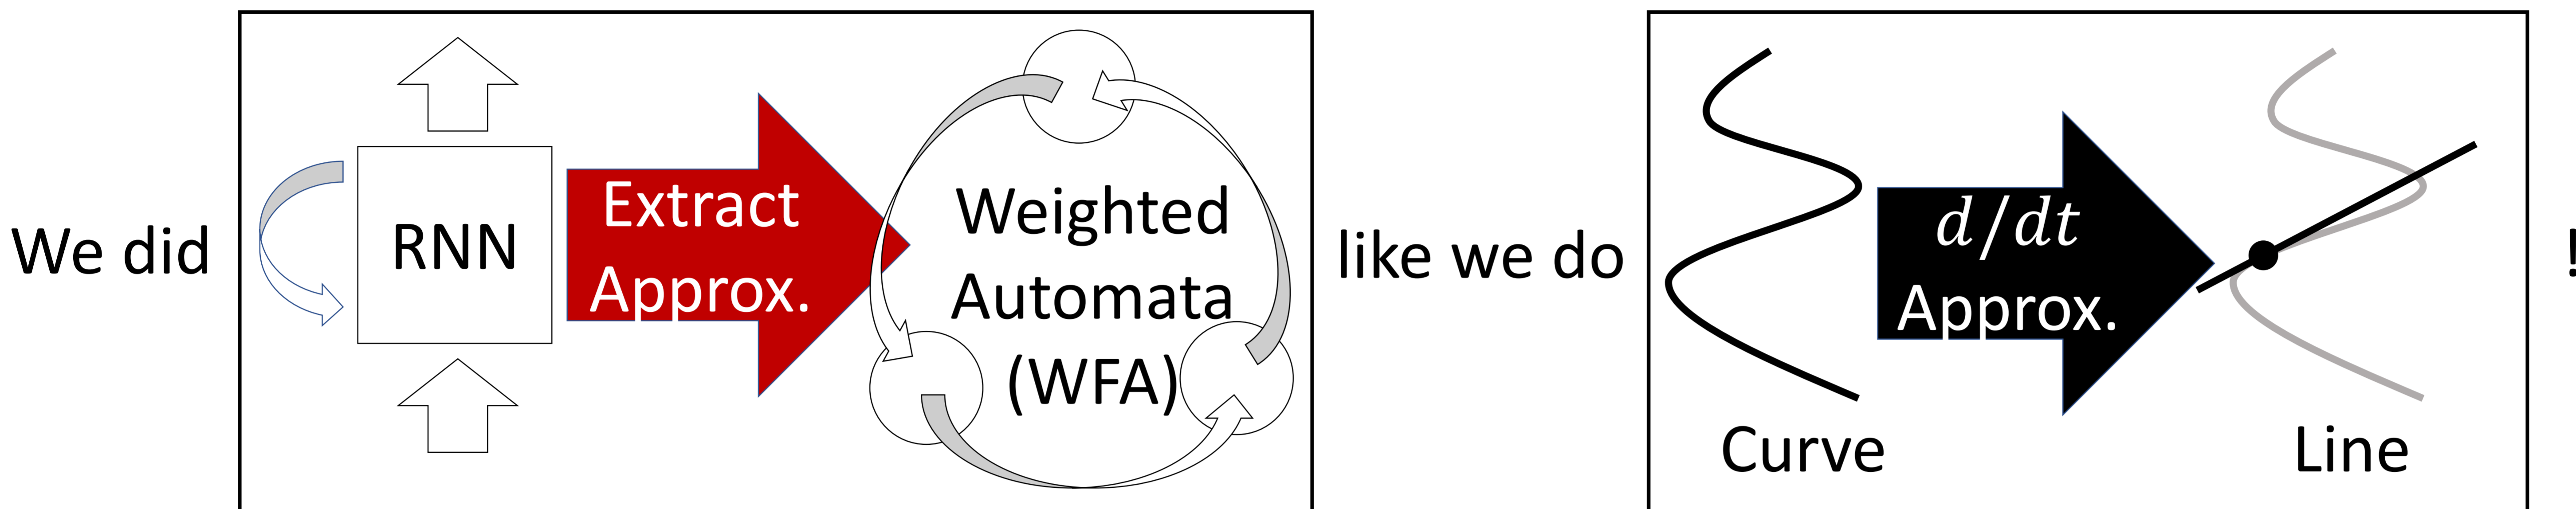 We did
RNN
Extract
Approx.
Weighted
Automata
(WFA)
like we do
d/dt
Approx.
Curve
Line
!